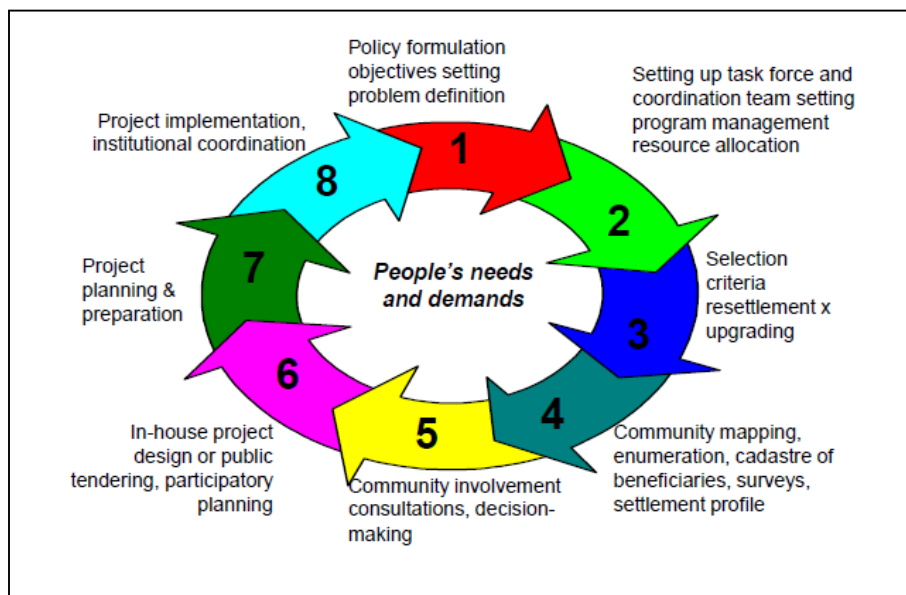 Policy formulation
objectives setting
problem definition
Setting up task force and
coordination team setting
program management
resource allocation
Project implementation,
institutional coordination
1
8
2
Selection
criteria
resettlement x
upgrading
7
Project
planning &
preparation
People's needs
and demands
3
6
4
5
In-house project
design or public
tendering, participatory
planning
Community mapping,
enumeration, cadastre of
beneficiaries, surveys,
settlement profile
Community involvement
consultations, decision-
making